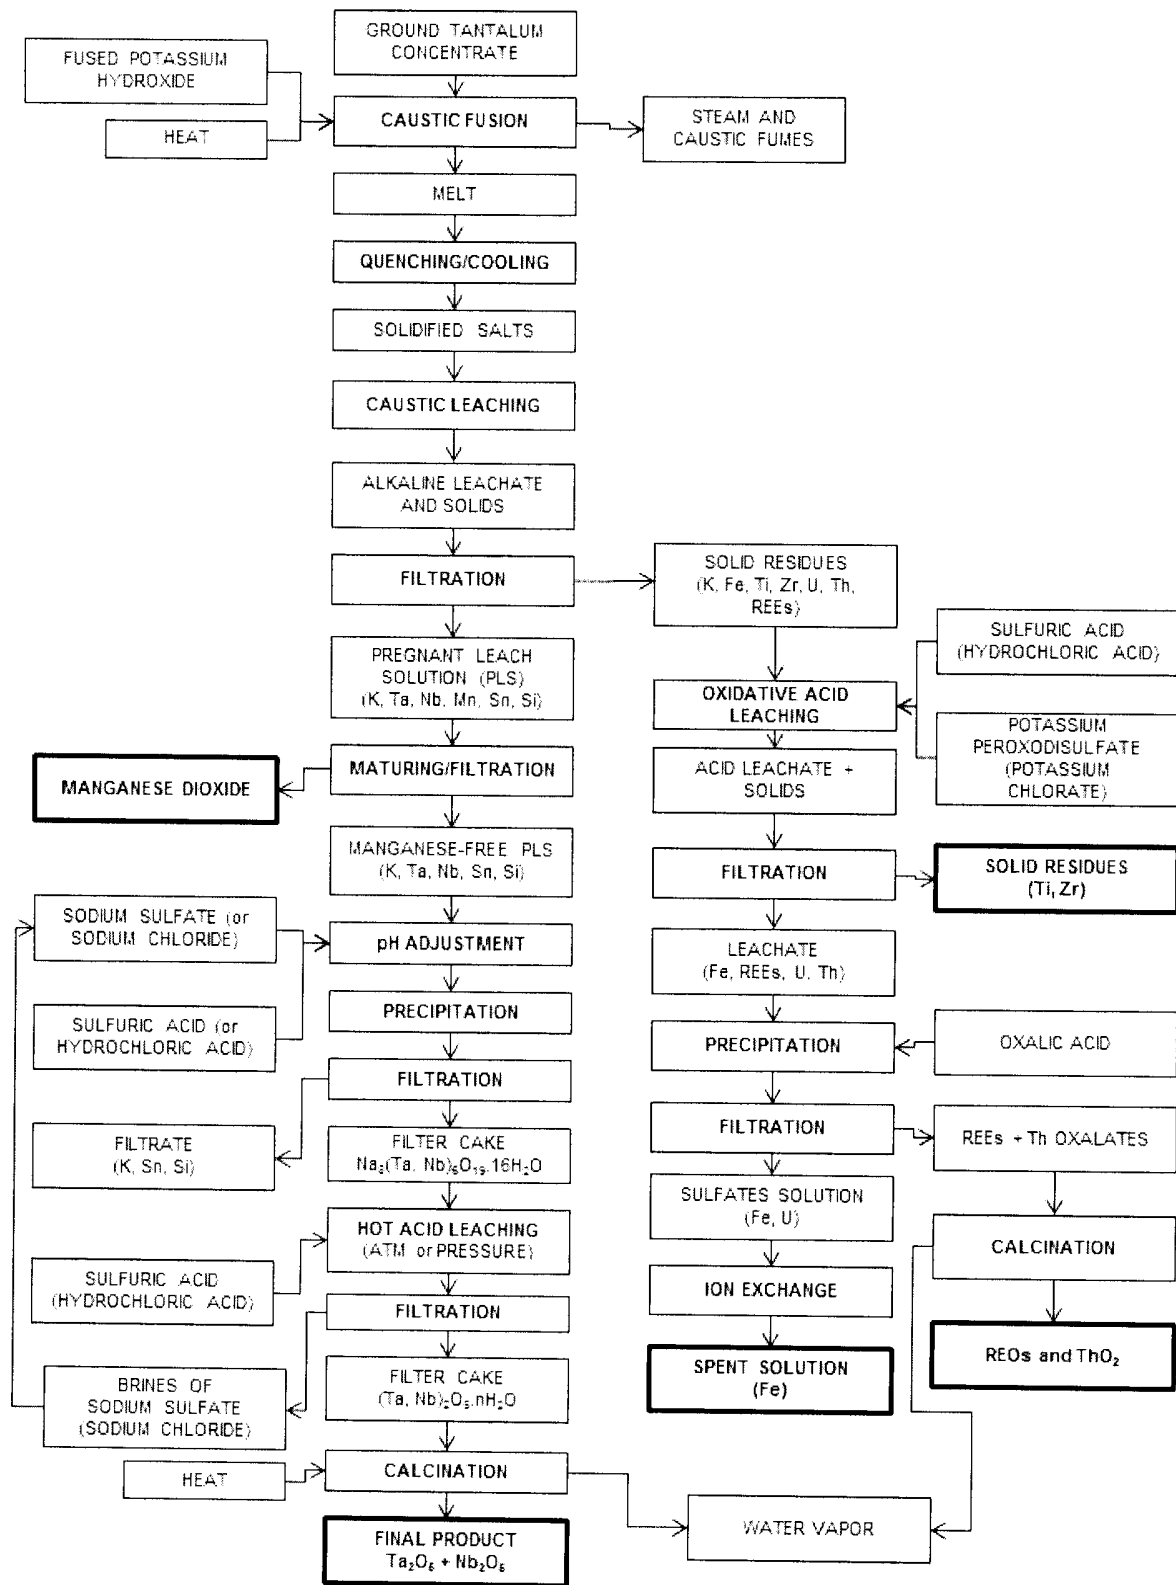 GROUND TANTALUM
CONCENTRATE
FUSED POTASSIUM
HYDROXIDE
HEAT
CAUSTIC FUSION
STEAM AND
CAUSTIC FUMES
MELT
QUENCHING/COOLING
SOLIDIFIED SALTS
CAUSTIC LEACHING
ALKALINE LEACHATE
AND SOLIDS
FILTRATION
SOLID RESIDUES
(K, Fe, Ti, Zr, U, Th,
REEs)
PREGNANT LEACH
SOLUTION (PLS)
(K, Ta, Nb, Mn, Sn, Si)
SULFURIC ACID
(HYDROCHLORIC ACID)
OXIDATIVE ACID
LEACHING
POTASSIUM
PEROXODISULFATE
(POTASSIUM
CHLORATE)
MATURING/FILTRATION
MANGANESE DIOXIDE
ACID LEACHATE +
SOLIDS
MANGANESE-FREE PLS
(K, Ta, Nb, Sn, Si)
FILTRATION
SOLID RESIDUES
(Ti, Zr)
SODIUM SULFATE (or
SODIUM CHLORIDE)
pH ADJUSTMENT
LEACHATE
(Fe, REEs, U, Th)
PRECIPITATION
SULFURIC ACID (or
HYDROCHLORIC ACID)
PRECIPITATION
OXALIC ACID
FILTRATION
FILTRATION
REEs + Th OXALATES
FILTRATE
(K, Sn, Si)
FILTER CAKE
Na₈(Ta, Nb)₆O₁₉.16H₂O
SULFATES SOLUTION
(Fe, U)
HOT ACID LEACHING
(ATM or PRESSURE)
CALCINATION
SULFURIC ACID
(HYDROCHLORIC ACID)
ION EXCHANGE
FILTRATION
REOs and ThO₂
SPENT SOLUTION
(Fe)
FILTER CAKE
(Ta, Nb)₂O₅.nH₂O
BRINES OF
SODIUM SULFATE
(SODIUM CHLORIDE)
HEAT
CALCINATION
WATER VAPOR
FINAL PRODUCT
Ta₂O₅ + Nb₂O₅